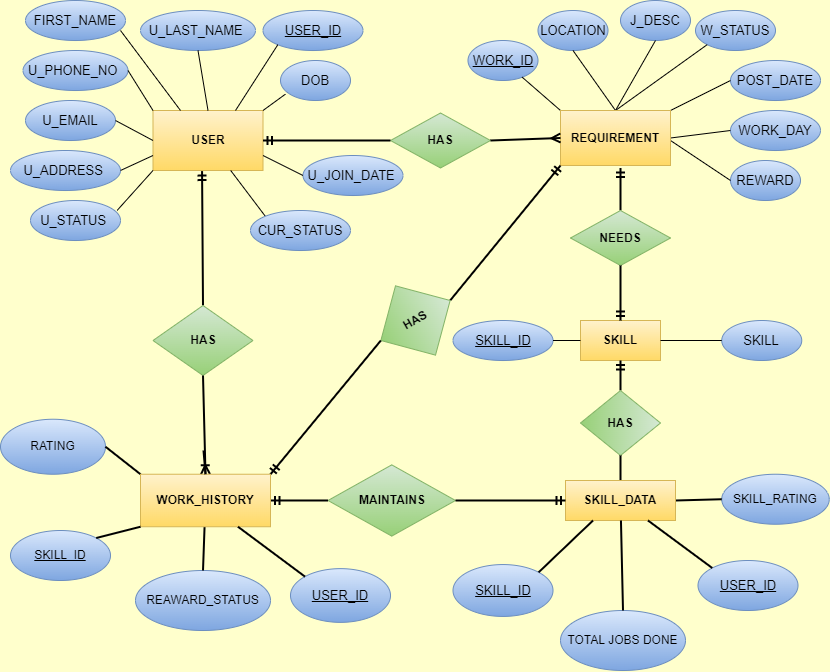 FIRST_NAME
U_LAST_NAME
USER_ID
LOCATION
J_DESC
W_STATUS
U_PHONE_NO
DOB
WORK_ID
POST_DATE
U_EMAIL
USER
HAS
REQUIREMENT
WORK_DAY
U_ADDRESS
U_JOIN_DATE
REWARD
U_STATUS
CUR_STATUS
NEEDS
HAS
HAS
SKILL_ID
SKILL
SKILL
HAS
RATING
WORK_HISTORY
MAINTAINS
SKILL_DATA
SKILL_RATING
SKILL_ID
REAWARD_STATUS
USER_ID
SKILL_ID
USER_ID
TOTAL JOBS DONE